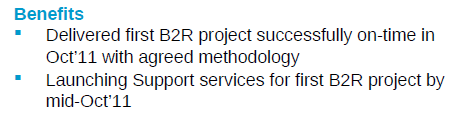 Benefits
▪ Delivered first B2R project successfully on-time in
Oct’11 with agreed methodology
▪ Launching Support services for first B2R project by
mid-Oct’11